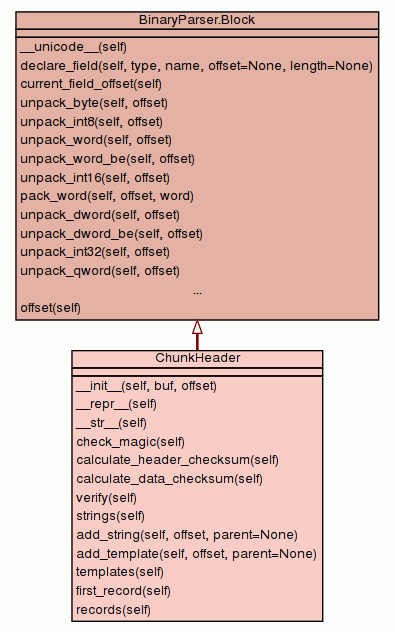 BinaryParser.Block
__unicode__(self)
declare_field(self, type, name, offset=None, length=None)
current_field_offset(self)
unpack_byte(self, offset)
unpack_int8(self, offset)
unpack_word(self, offset)
unpack_word_be(self, offset)
unpack_int16(self, offset)
pack_word(self, offset, word)
unpack_dword(self, offset)
unpack_dword_be(self, offset)
unpack_int32(self, offset)
unpack_qword(self, offset)
...
offset(self)
ChunkHeader
__init__(self, buf, offset)
__repr__(self)
__str__(self)
check_magic(self)
calculate_header_checksum(self)
calculate_data_checksum(self)
verify(self)
strings(self)
add_string(self, offset, parent=None)
add_template(self, offset, parent=None)
templates(self)
first_record(self)
records(self)